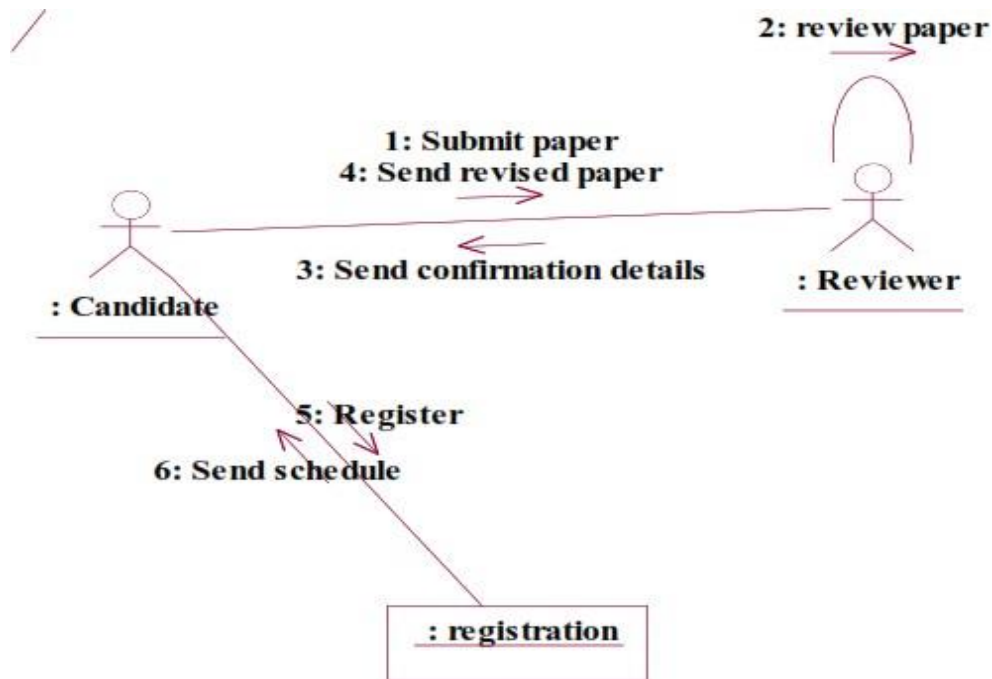 2: review paper
1: Submit paper
4: Send revised paper
3: Send confirmation details
: Candidate
: Reviewer
5: Register
6: Send schedule
: registration